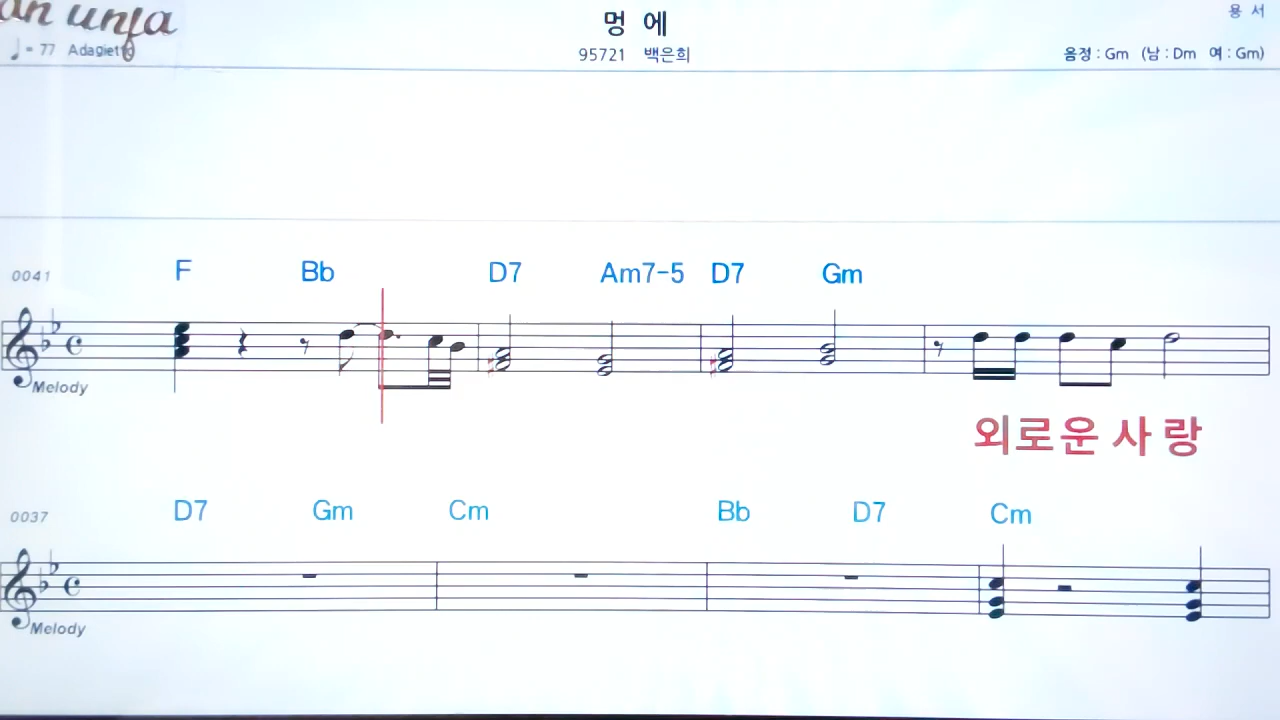 멍 에
용 서
♩= 77 Adagietto
95721 백은희
음정 : Gm (남 : Dm 여 : Gm)
0041 F Bb D7 Am7-5 D7 Gm
Melody
외로운 사 랑
0037 D7 Gm Cm Bb D7 Cm
Melody